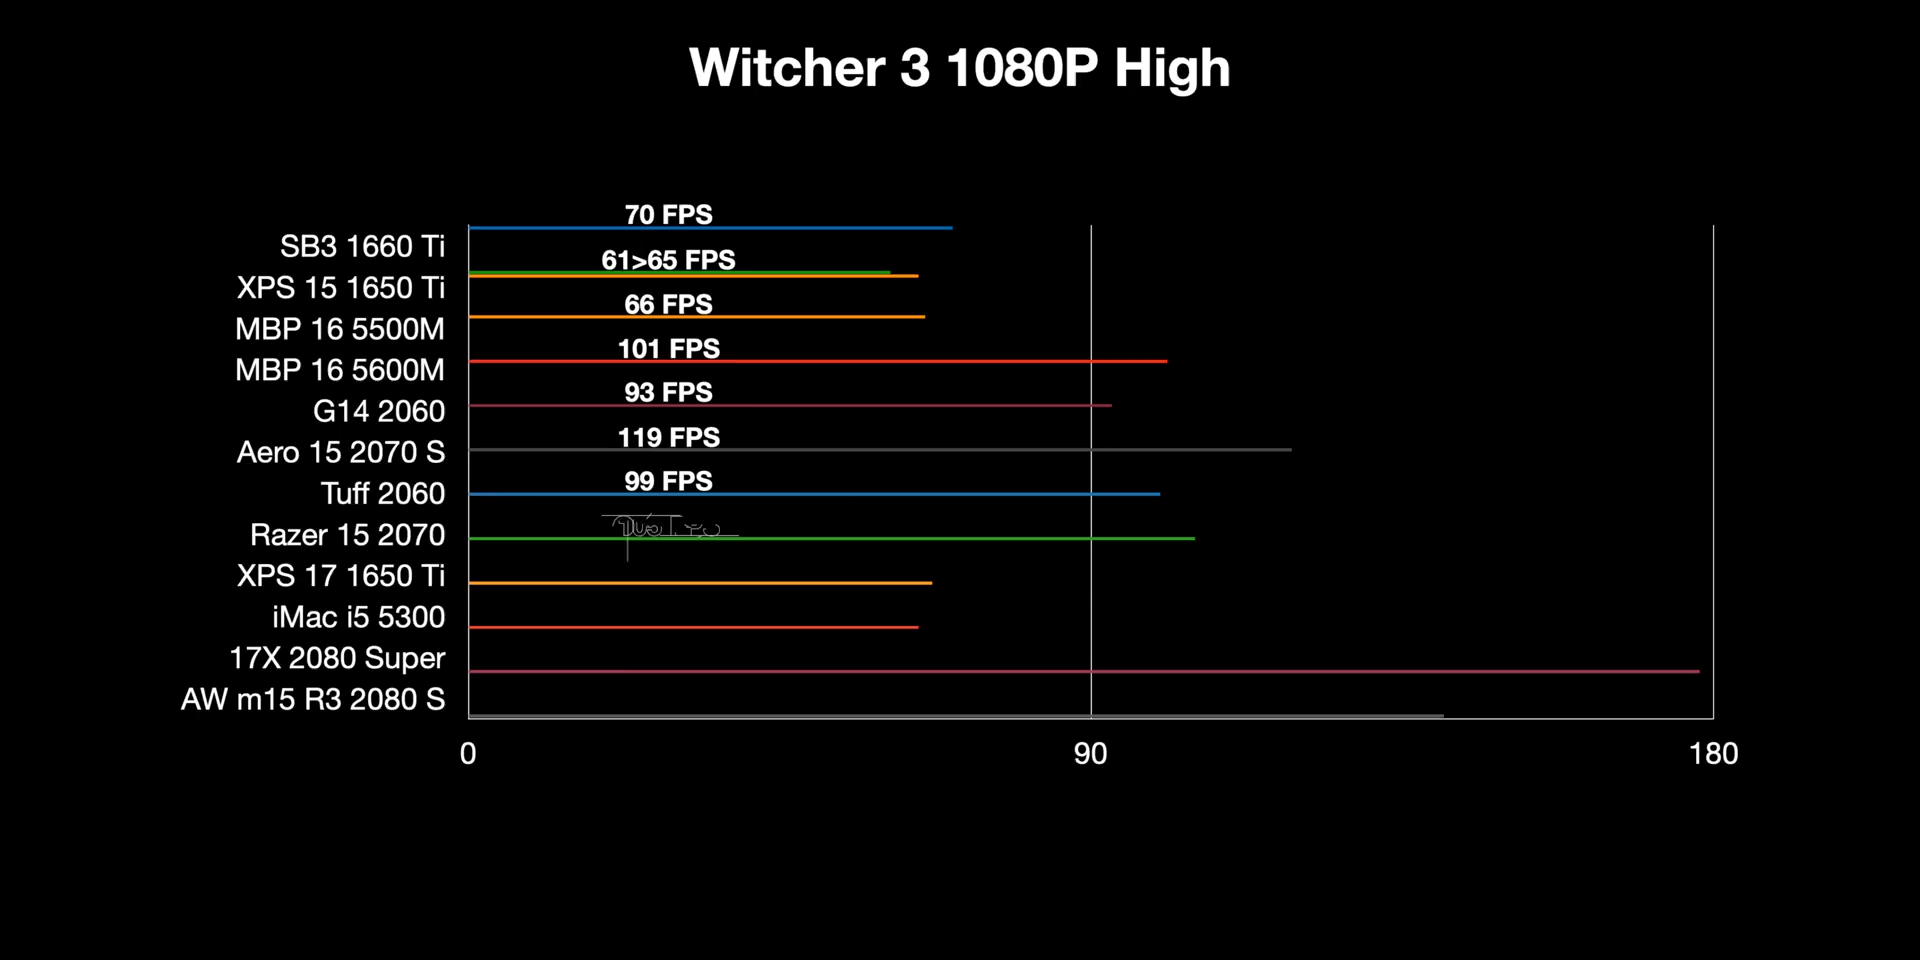 Witcher 3 1080P High
70 FPS
SB3 1660 Ti
61>65 FPS
XPS 15 1650 Ti
66 FPS
MBP 16 5500M
101 FPS
MBP 16 5600M
93 FPS
G14 2060
119 FPS
Aero 15 2070 S
99 FPS
Tuff 2060
Razer 15 2070
XPS 17 1650 Ti
iMac i5 5300
17X 2080 Super
AW m15 R3 2080 S
0 90 180